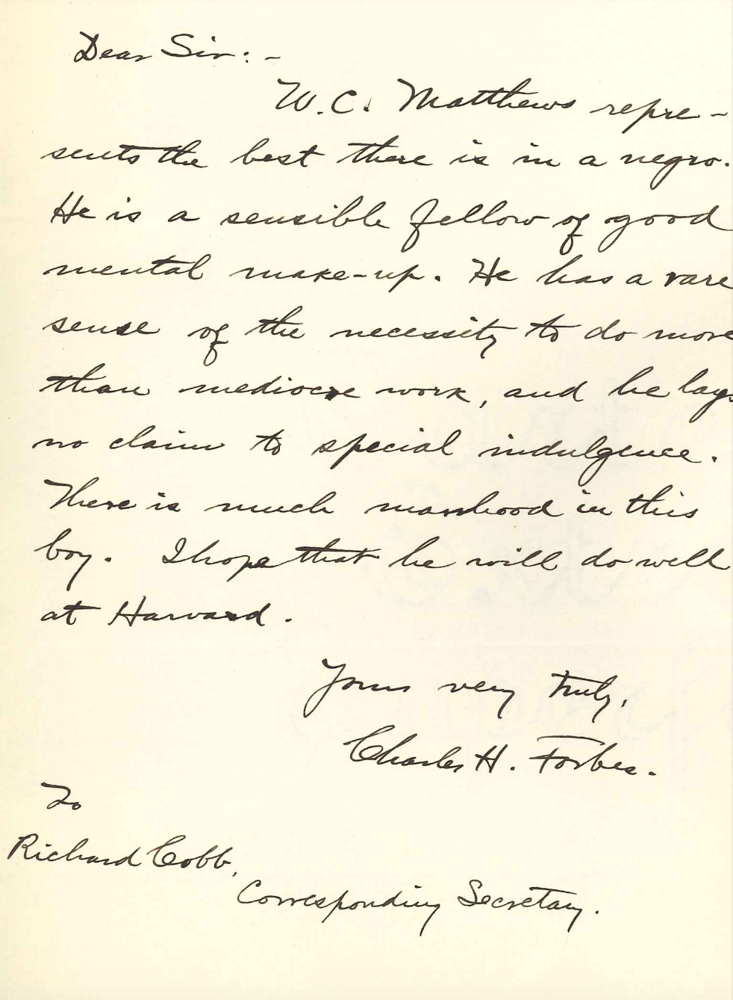 Dear Sir:-
W.C. Matthews repre-
sents the best there is in a negro.
He is a sensible fellow of good
mental make-up. He has a rare
sense of the necessity to do more
than mediocre work, and he lays
no claim to special indulgence.
There is much manhood in this
boy. I hope that he will do well
at Harvard.
Yours very truly,
Charles H. Forbes.
To
Richard Cobb,
Corresponding Secretary.